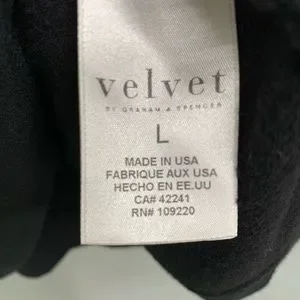 velvet
BY GRAHAM & SPENCER
L
MADE IN USA
FABRIQUE AUX USA
HECHO EN EE.UU
CA# 42241
RN# 109220